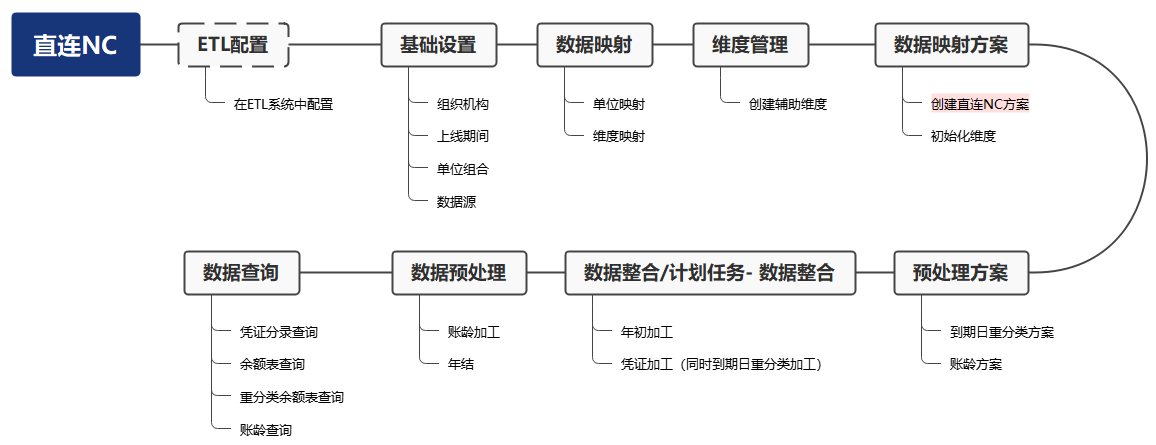 直连NC
ETL配置
在ETL系统中配置
基础设置
组织机构
上线期间
单位组合
数据源
数据映射
单位映射
维度映射
维度管理
创建辅助维度
数据映射方案
创建直连NC方案
初始化维度
预处理方案
到期日重分类方案
账龄方案
数据整合/计划任务- 数据整合
年初加工
凭证加工（同时到期日重分类加工）
数据预处理
账龄加工
年结
数据查询
凭证分录查询
余额表查询
重分类余额表查询
账龄查询